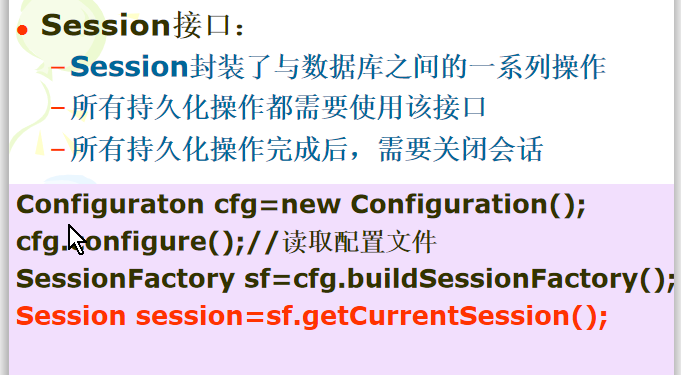 • Session接口：
–Session封装了与数据库之间的一系列操作
–所有持久化操作都需要使用该接口
–所有持久化操作完成后，需要关闭会话
Configuraton cfg=new Configuration();
cfg.configure();//读取配置文件
SessionFactory sf=cfg.buildSessionFactory();
Session session=sf.getCurrentSession();